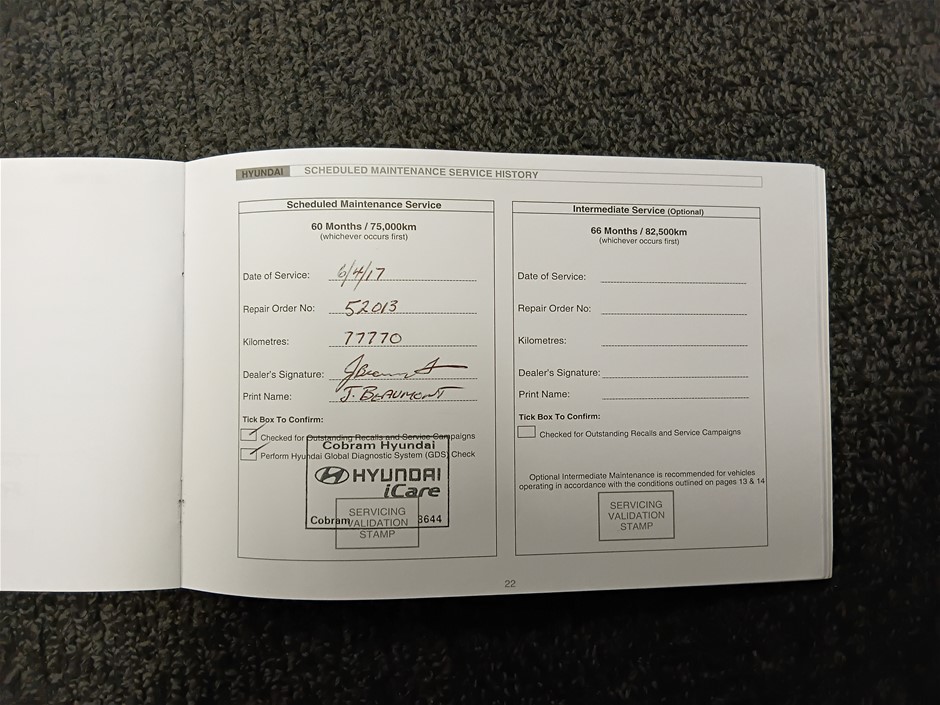 HYUNDAI SCHEDULED MAINTENANCE SERVICE HISTORY
Scheduled Maintenance Service
60 Months / 75,000km
(whichever occurs first)
Date of Service: 6/4/17
Repair Order No: 52013
Kilometres: 77770
Dealer's Signature:
Print Name: J. BEAUMONT
Tick Box To Confirm:
Checked for Outstanding Recalls and Service Campaigns
Perform Hyundai Global Diagnostic System (GDS) Check
Cobram Hyundai
HYUNDAI
iCare
Cobram 3644
SERVICING
VALIDATION
STAMP
Intermediate Service (Optional)
66 Months / 82,500km
(whichever occurs first)
Date of Service:
Repair Order No:
Kilometres:
Dealer's Signature:
Print Name:
Tick Box To Confirm:
Checked for Outstanding Recalls and Service Campaigns
Optional Intermediate Maintenance is recommended for vehicles
operating in accordance with the conditions outlined on pages 13 & 14
SERVICING
VALIDATION
STAMP
22